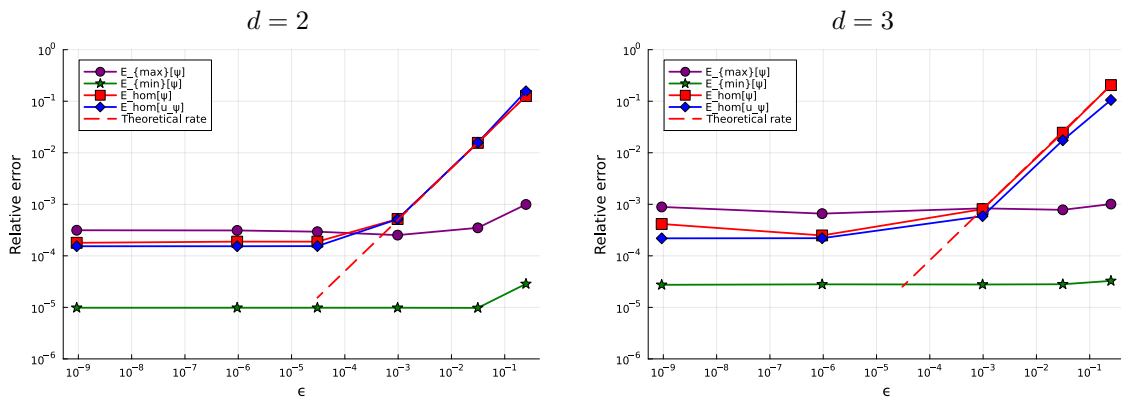 d = 2
10⁰
10⁻¹
10⁻²
10⁻³
10⁻⁴
10⁻⁵
10⁻⁶
Relative error
E_{max}[ψ]
E_{min}[ψ]
E_hom[ψ]
E_hom[u_ψ]
Theoretical rate
10⁻⁹ 10⁻⁸ 10⁻⁷ 10⁻⁶ 10⁻⁵ 10⁻⁴ 10⁻³ 10⁻² 10⁻¹
ϵ
d = 3
10⁰
10⁻¹
10⁻²
10⁻³
10⁻⁴
10⁻⁵
10⁻⁶
Relative error
E_{max}[ψ]
E_{min}[ψ]
E_hom[ψ]
E_hom[u_ψ]
Theoretical rate
10⁻⁹ 10⁻⁸ 10⁻⁷ 10⁻⁶ 10⁻⁵ 10⁻⁴ 10⁻³ 10⁻² 10⁻¹
ϵ